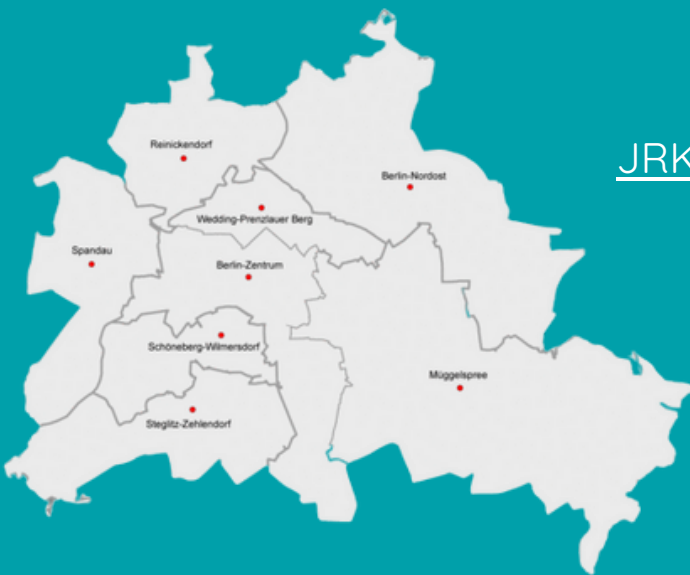 Reinickendorf
JRK
Berlin-Nordost
Wedding-Prenzlauer Berg
Spandau
Berlin-Zentrum
Schöneberg-Wilmersdorf
Müggelspree
Steglitz-Zehlendorf